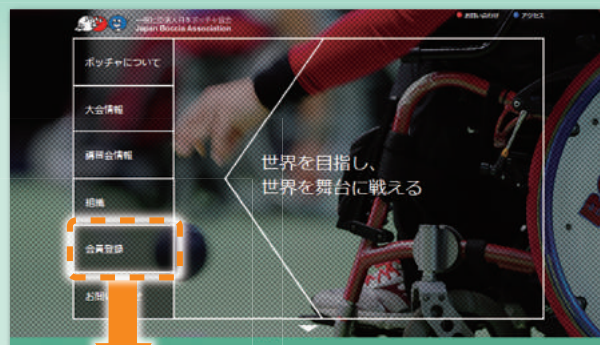 一般社団法人日本ボッチャ協会
Japan Boccia Association
お問い合わせ
アクセス
ボッチャについて
大会情報
講習会情報
組織
会員登録
世界を目指し、
世界を舞台に戦える